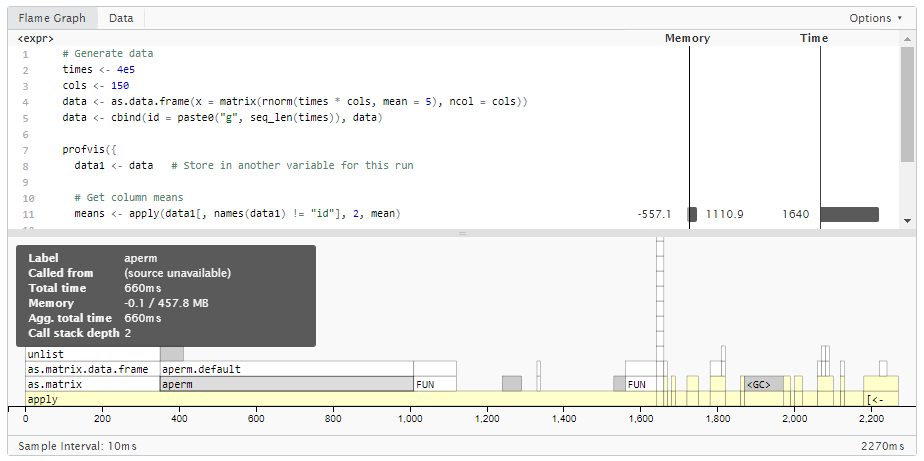 Flame Graph Data Options ▾
<expr> Memory Time
1 # Generate data
2 times <- 4e5
3 cols <- 150
4 data <- as.data.frame(x = matrix(rnorm(times * cols, mean = 5), ncol = cols))
5 data <- cbind(id = paste0("g", seq_len(times)), data)
6
7 profvis({
8 data1 <- data # Store in another variable for this run
9
10 # Get column means
11 means <- apply(data1[, names(data1) != "id"], 2, mean) -557.1 1110.9 1640
Label aperm
Called from (source unavailable)
Total time 660ms
Memory -0.1 / 457.8 MB
Agg. total time 660ms
Call stack depth 2
unlist
as.matrix.data.frame aperm.default
as.matrix aperm FUN FUN <GC>
apply [<-
0 200 400 600 800 1,000 1,200 1,400 1,600 1,800 2,000 2,200
Sample Interval: 10ms 2270ms